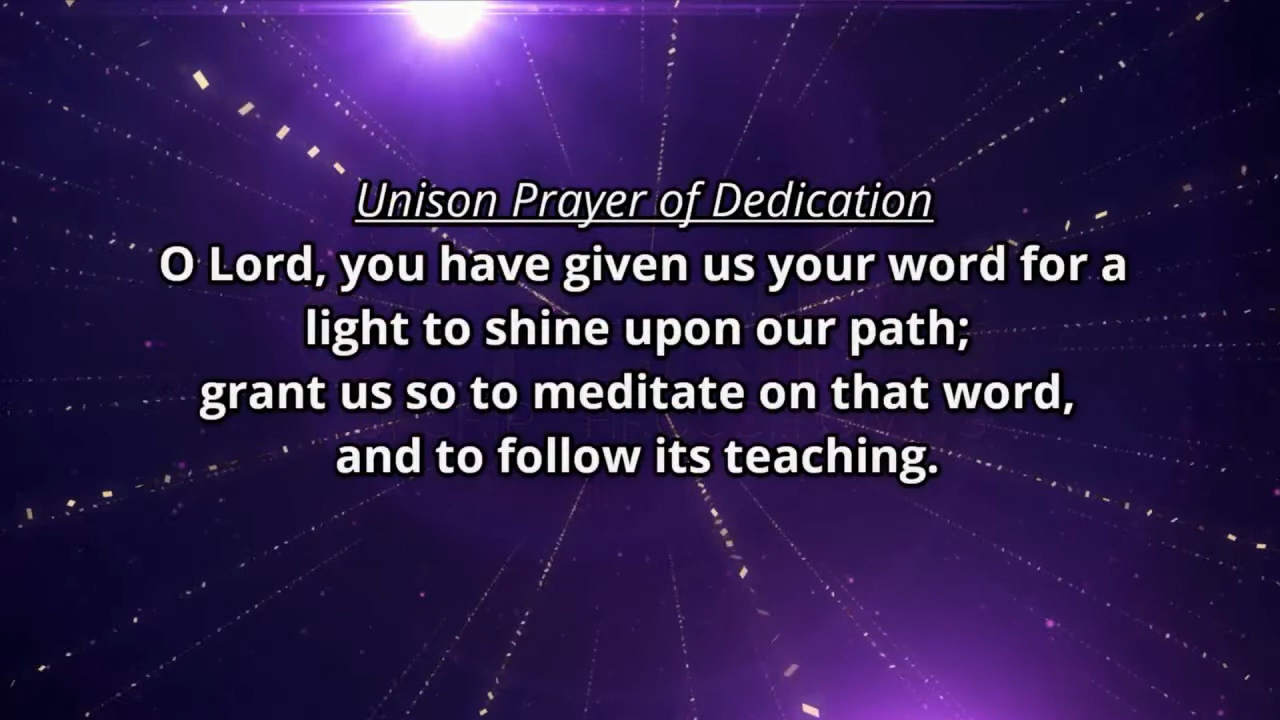 Unison Prayer of Dedication
O Lord, you have given us your word for a
light to shine upon our path;
grant us so to meditate on that word,
and to follow its teaching.